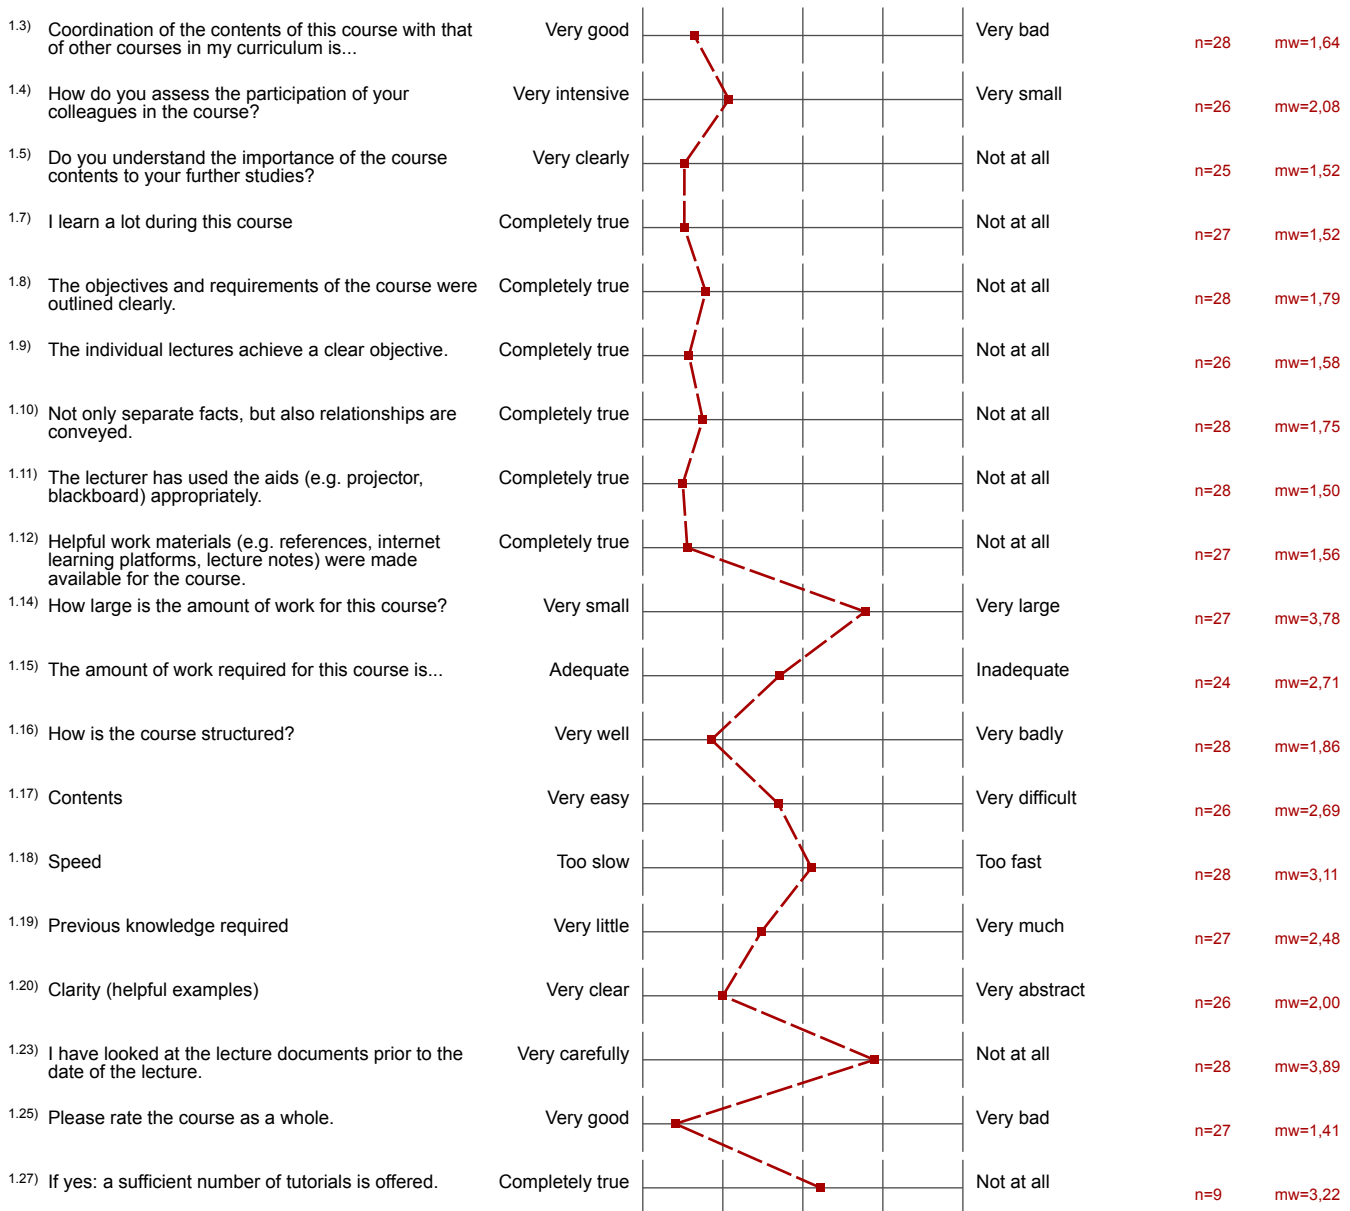 1.3) Coordination of the contents of this course with that Very good Very bad
of other courses in my curriculum is... n=28 mw=1,64
1.4) How do you assess the participation of your Very intensive Very small
colleagues in the course? n=26 mw=2,08
1.5) Do you understand the importance of the course Very clearly Not at all
contents to your further studies? n=25 mw=1,52
1.7) I learn a lot during this course Completely true Not at all
n=27 mw=1,52
1.8) The objectives and requirements of the course were Completely true Not at all
outlined clearly. n=28 mw=1,79
1.9) The individual lectures achieve a clear objective. Completely true Not at all
n=26 mw=1,58
1.10) Not only separate facts, but also relationships are Completely true Not at all
conveyed. n=28 mw=1,75
1.11) The lecturer has used the aids (e.g. projector, Completely true Not at all
blackboard) appropriately. n=28 mw=1,50
1.12) Helpful work materials (e.g. references, internet Completely true Not at all
learning platforms, lecture notes) were made n=27 mw=1,56
available for the course.
1.14) How large is the amount of work for this course? Very small Very large
n=27 mw=3,78
1.15) The amount of work required for this course is... Adequate Inadequate
n=24 mw=2,71
1.16) How is the course structured? Very well Very badly
n=28 mw=1,86
1.17) Contents Very easy Very difficult
n=26 mw=2,69
1.18) Speed Too slow Too fast
n=28 mw=3,11
1.19) Previous knowledge required Very little Very much
n=27 mw=2,48
1.20) Clarity (helpful examples) Very clear Very abstract
n=26 mw=2,00
1.23) I have looked at the lecture documents prior to the Very carefully Not at all
date of the lecture. n=28 mw=3,89
1.25) Please rate the course as a whole. Very good Very bad
n=27 mw=1,41
1.27) If yes: a sufficient number of tutorials is offered. Completely true Not at all
n=9 mw=3,22